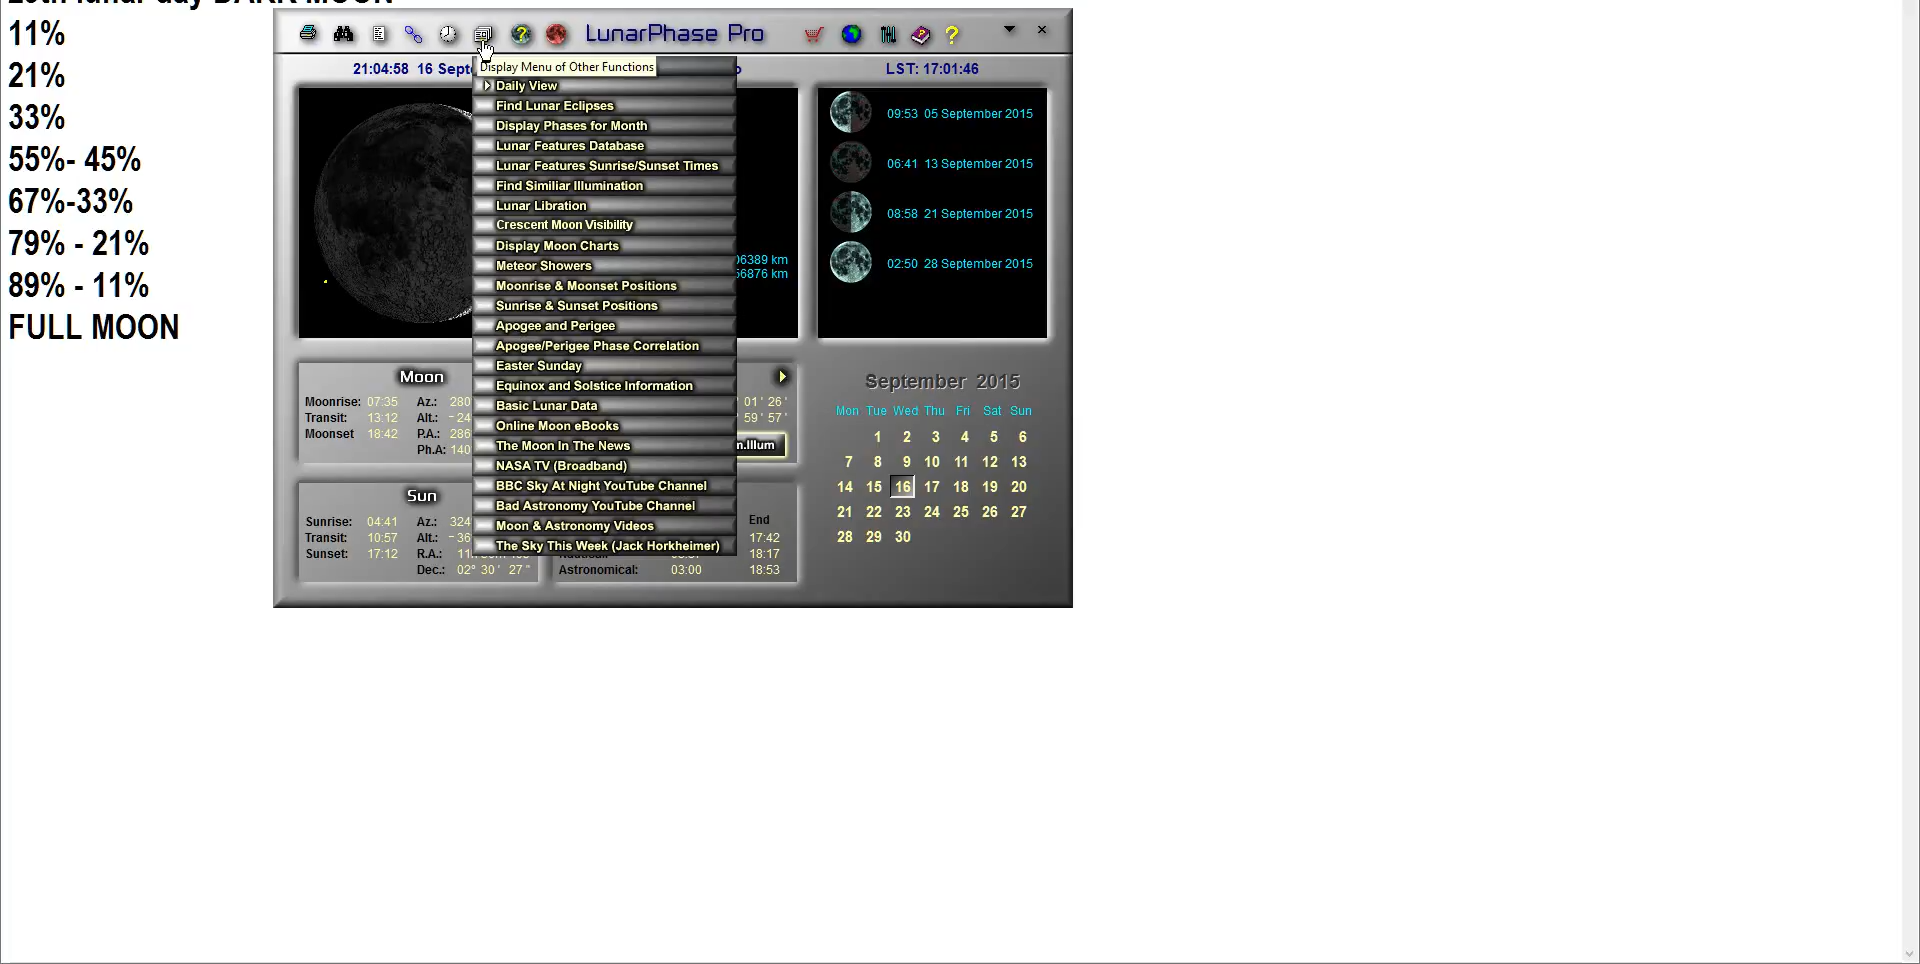 11%
21%
33%
55%- 45%
67%-33%
79% - 21%
89% - 11%
FULL MOON
LunarPhase Pro
21:04:58 16 Sept
LST: 17:01:46
Display Menu of Other Functions
Daily View
Find Lunar Eclipses
Display Phases for Month
Lunar Features Database
Lunar Features Sunrise/Sunset Times
Find Similiar Illumination
Lunar Libration
Crescent Moon Visibility
Display Moon Charts
Meteor Showers
Moonrise & Moonset Positions
Sunrise & Sunset Positions
Apogee and Perigee
Apogee/Perigee Phase Correlation
Easter Sunday
Equinox and Solstice Information
Basic Lunar Data
Online Moon eBooks
The Moon In The News
NASA TV (Broadband)
BBC Sky At Night YouTube Channel
Bad Astronomy YouTube Channel
Moon & Astronomy Videos
The Sky This Week (Jack Horkheimer)
06389 km
56876 km
09:53 05 September 2015
06:41 13 September 2015
08:58 21 September 2015
02:50 28 September 2015
Moon
Moonrise: 07:35 Az.: 280
Transit: 13:12 Alt.: -24
Moonset 18:42 P.A.: 286
Ph.A: 140
01 ' 26 "
59 ' 57 "
m.Illum
Sun
Sunrise: 04:41 Az.: 324
Transit: 10:57 Alt.: -36
Sunset: 17:12 R.A.: 11
Dec.: 02° 30 ' 27 "
End
17:42
18:17
Astronomical: 03:00 18:53
September 2015
Mon Tue Wed Thu Fri Sat Sun
1 2 3 4 5 6
7 8 9 10 11 12 13
14 15 16 17 18 19 20
21 22 23 24 25 26 27
28 29 30